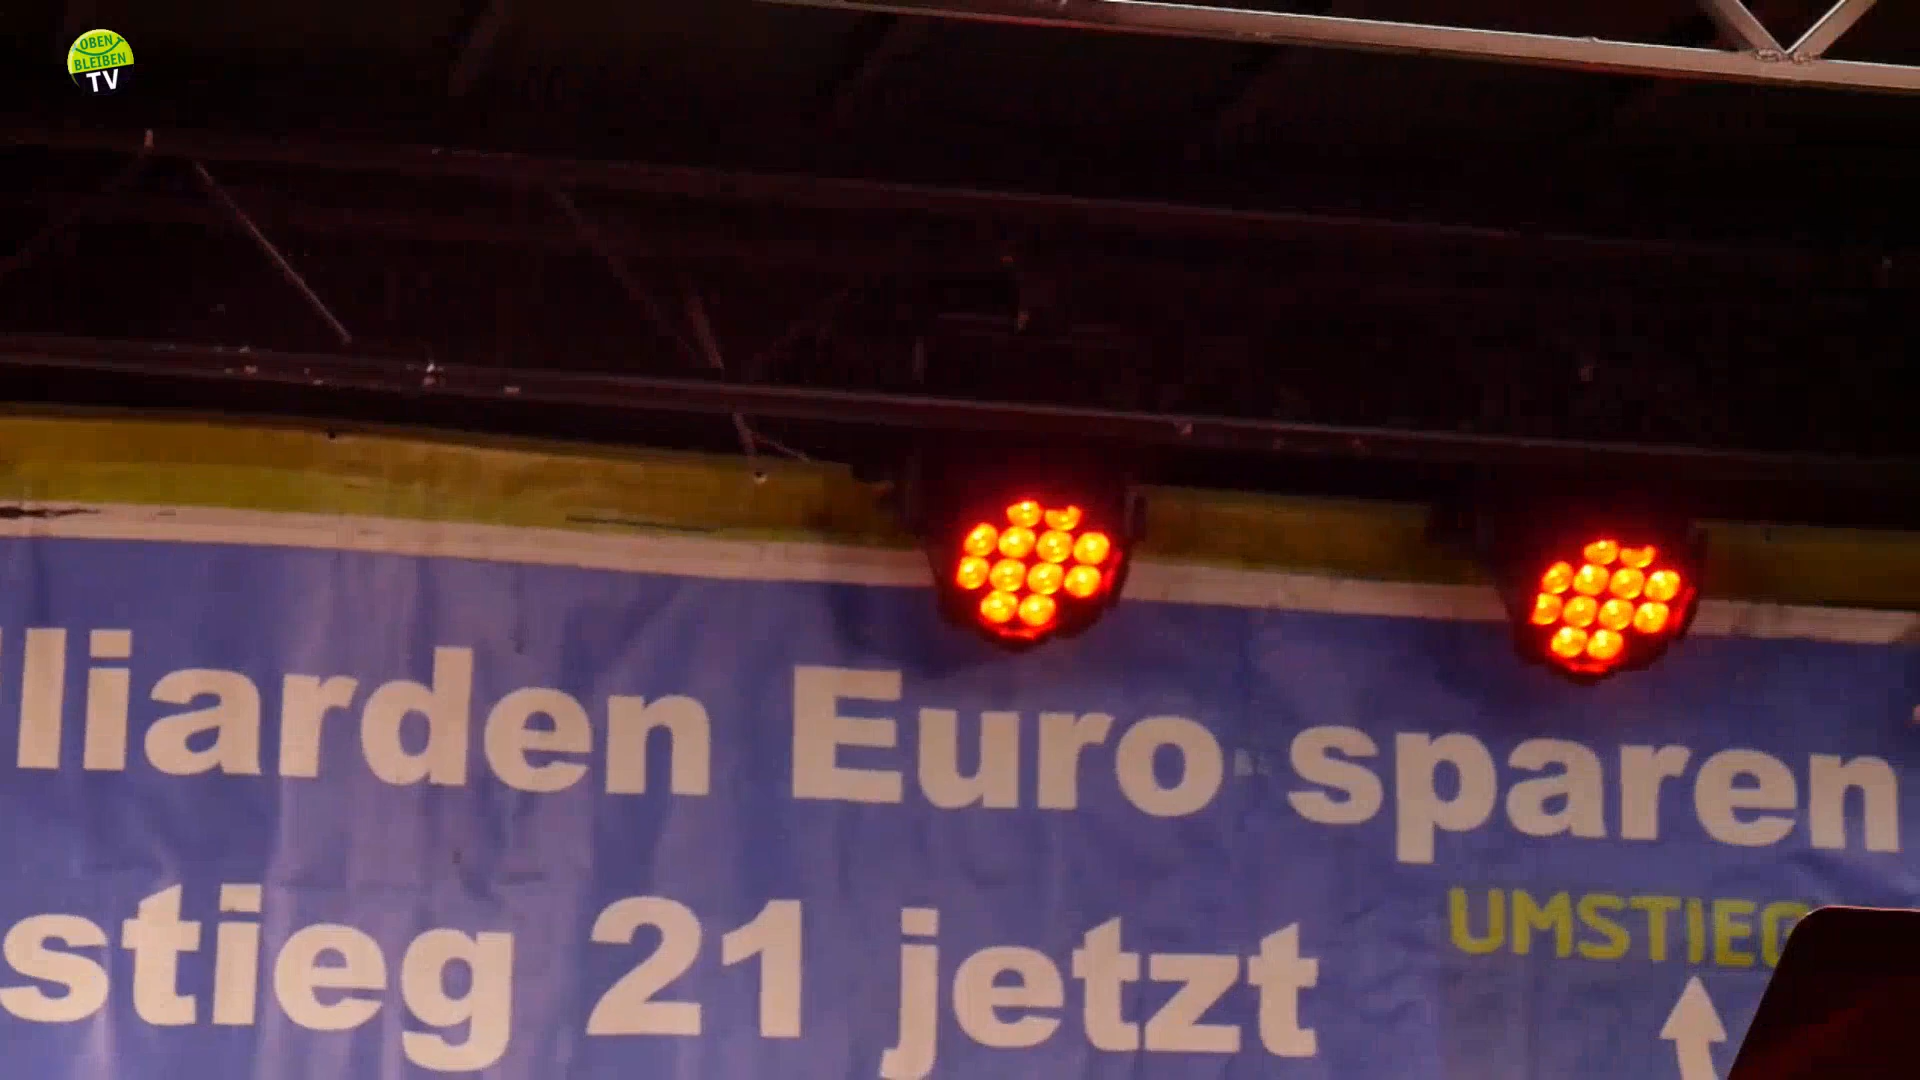 OBEN
BLEIBEN
TV
lliarden Euro sparen
stieg 21 jetzt
UMSTIEG